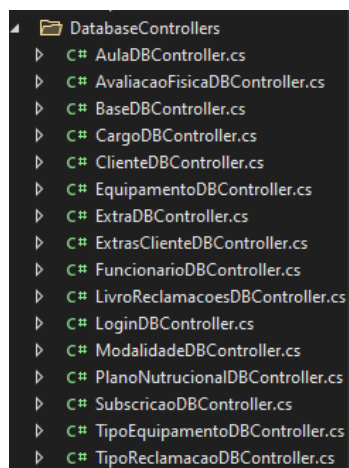 DatabaseControllers
C# AulaDBController.cs
C# AvaliacaoFisicaDBController.cs
C# BaseDBController.cs
C# CargoDBController.cs
C# ClienteDBController.cs
C# EquipamentoDBController.cs
C# ExtraDBController.cs
C# ExtrasClienteDBController.cs
C# FuncionarioDBController.cs
C# LivroReclamacoesDBController.cs
C# LoginDBController.cs
C# ModalidadeDBController.cs
C# PlanoNutrucionalDBController.cs
C# SubscricaoDBController.cs
C# TipoEquipamentoDBController.cs
C# TipoReclamacaoDBController.cs